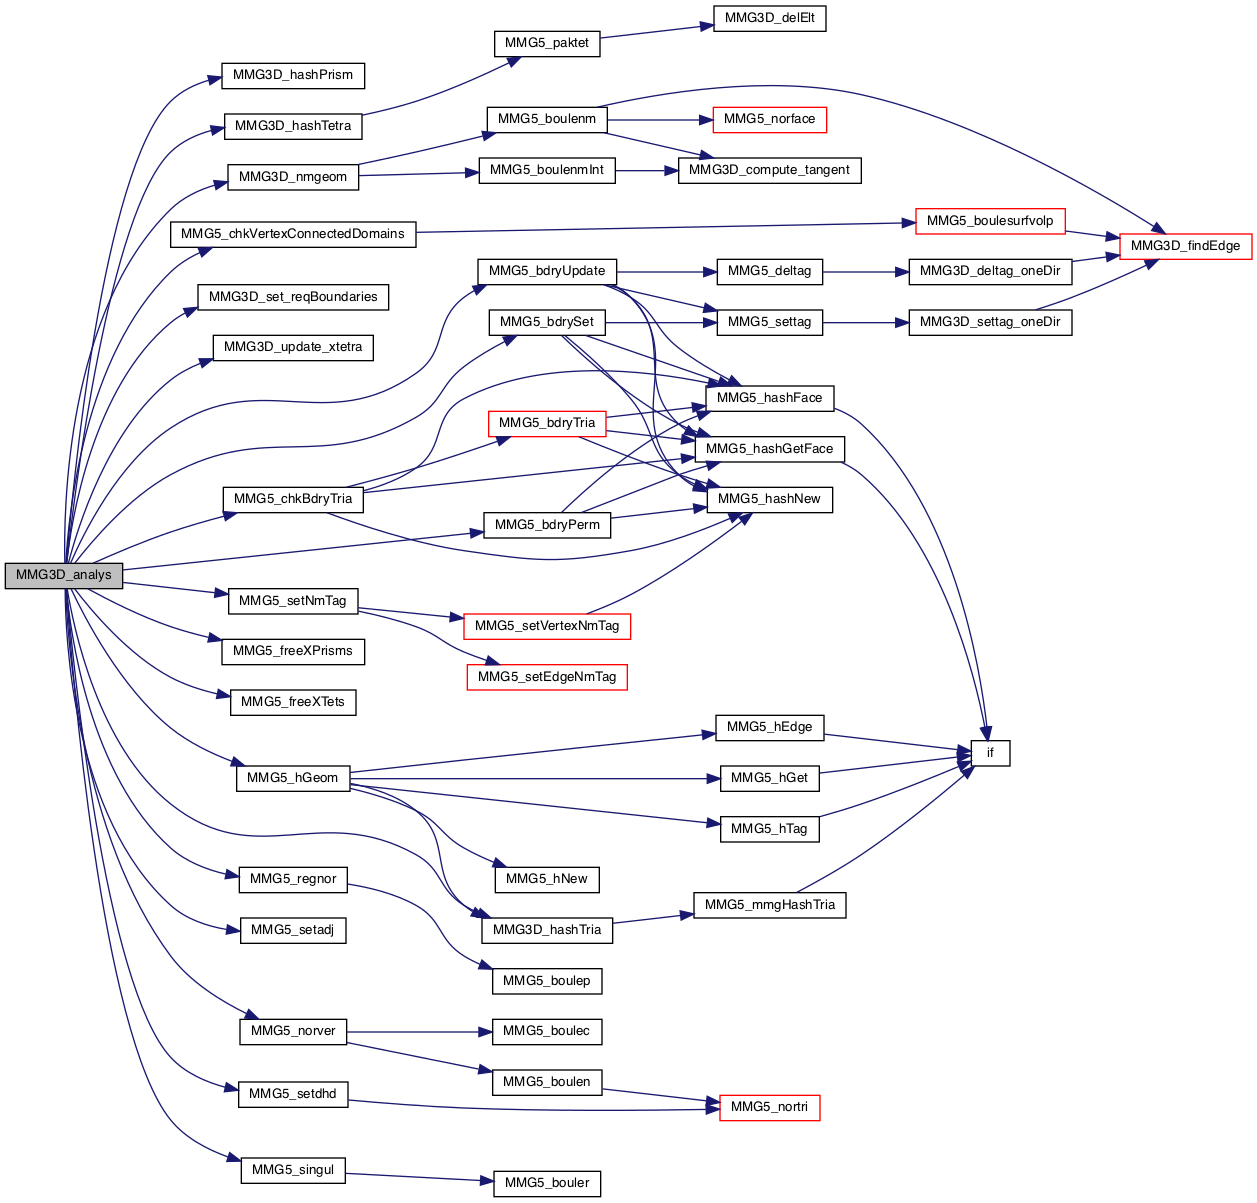 MMG3D_delElt
MMG5_paktet
MMG3D_hashPrism
MMG3D_hashTetra
MMG5_boulenm
MMG5_norface
MMG3D_nmgeom
MMG5_boulenmInt
MMG3D_compute_tangent
MMG5_chkVertexConnectedDomains
MMG5_boulesurfvolp
MMG3D_findEdge
MMG5_bdryUpdate
MMG5_deltag
MMG3D_deltag_oneDir
MMG3D_set_reqBoundaries
MMG5_bdrySet
MMG5_settag
MMG3D_settag_oneDir
MMG3D_update_xtetra
MMG5_hashFace
MMG5_bdryTria
MMG5_hashGetFace
MMG5_chkBdryTria
MMG5_hashNew
MMG5_bdryPerm
MMG3D_analys
MMG5_setNmTag
MMG5_setVertexNmTag
MMG5_freeXPrisms
MMG5_setEdgeNmTag
MMG5_freeXTets
MMG5_hEdge
if
MMG5_hGeom
MMG5_hGet
MMG5_hTag
MMG5_regnor
MMG5_hNew
MMG5_mmgHashTria
MMG5_setadj
MMG3D_hashTria
MMG5_boulep
MMG5_norver
MMG5_boulec
MMG5_boulen
MMG5_setdhd
MMG5_nortri
MMG5_singul
MMG5_bouler